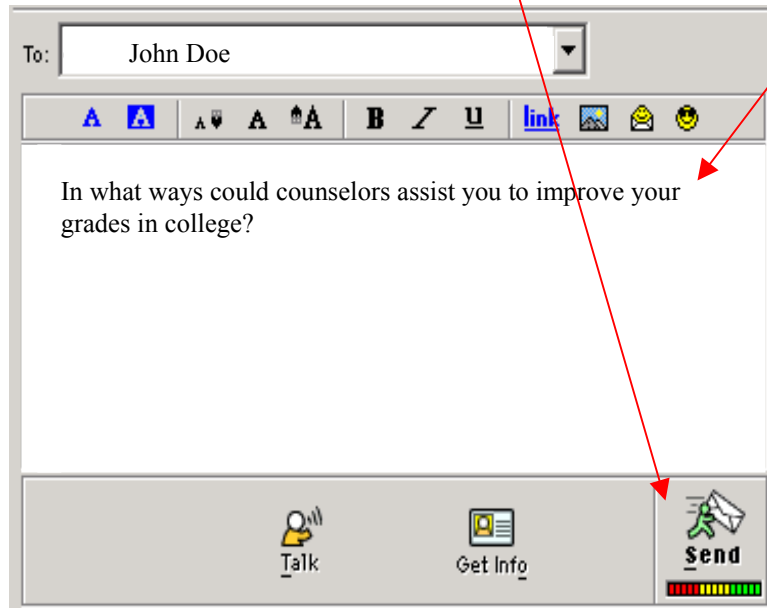 To: John Doe
A A A A A B I U link
In what ways could counselors assist you to improve your
grades in college?
Talk Get Info Send